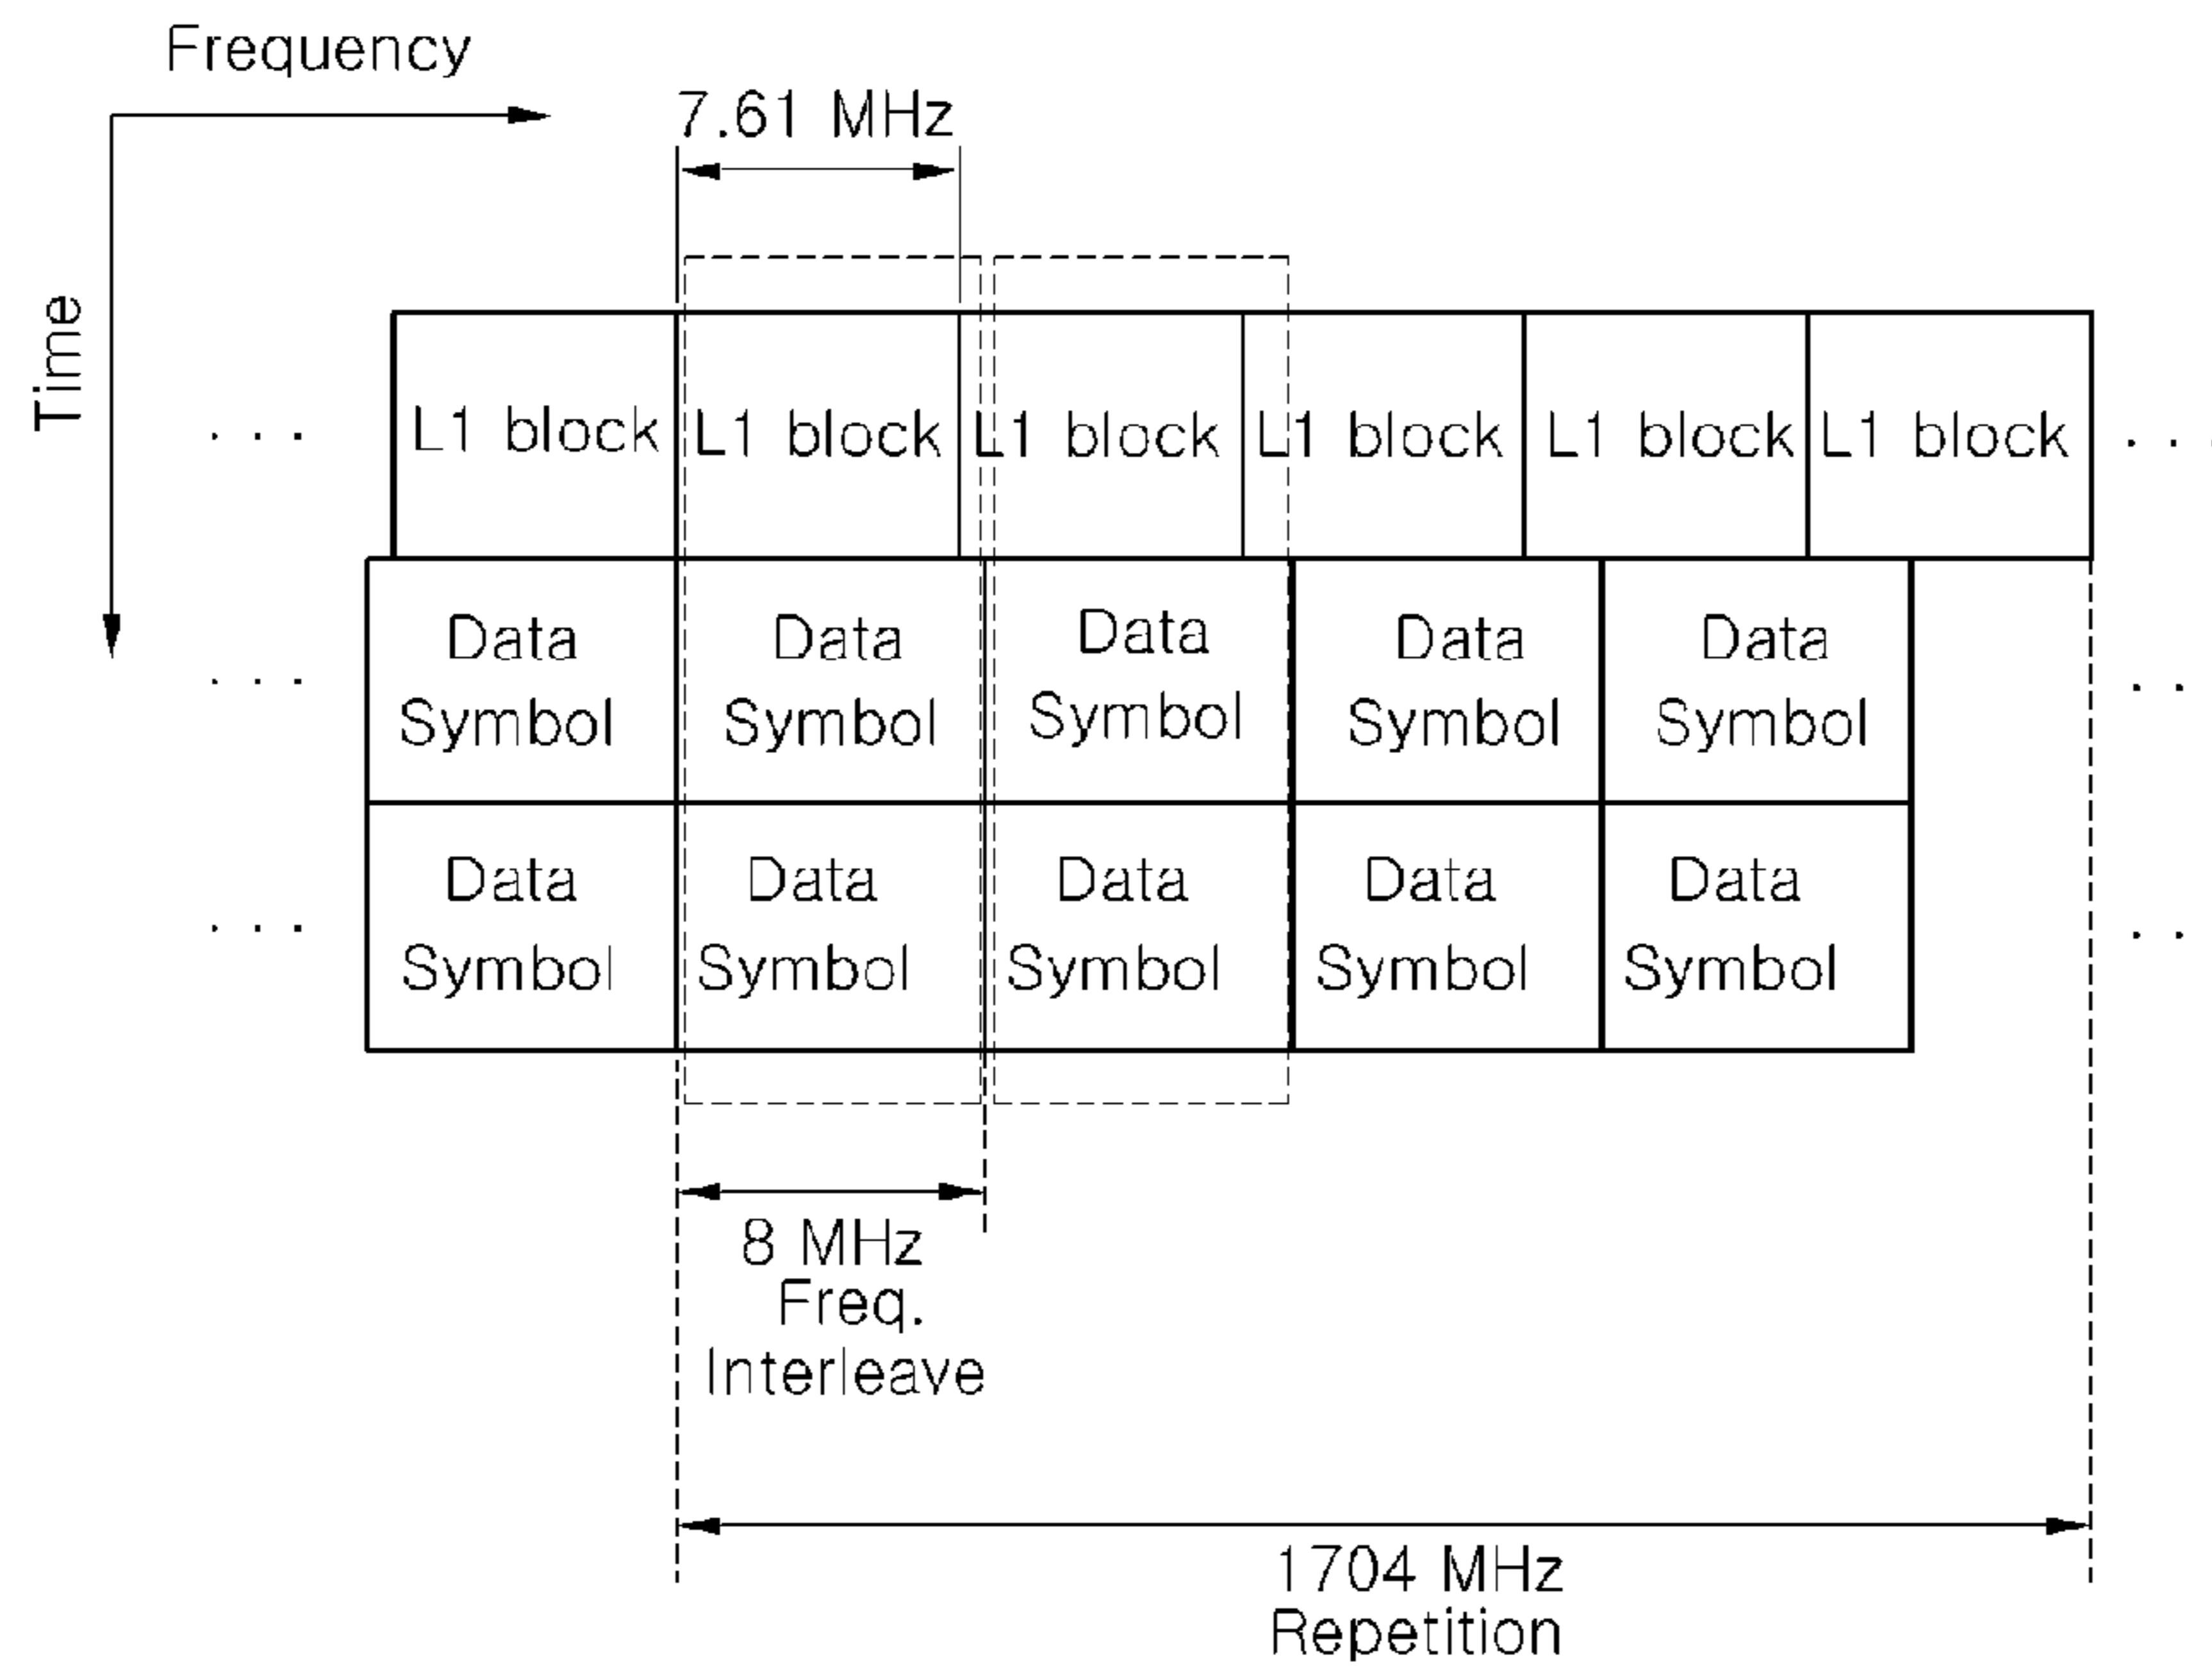 Frequency
7.61 MHz
Time
... L1 block L1 block L1 block L1 block L1 block L1 block ...
... Data Data Data Data Data ..
Symbol Symbol Symbol Symbol Symbol
... Data Data Data Data Data ..
Symbol Symbol Symbol Symbol Symbol
8 MHz
Freq.
Interleave
1704 MHz
Repetition